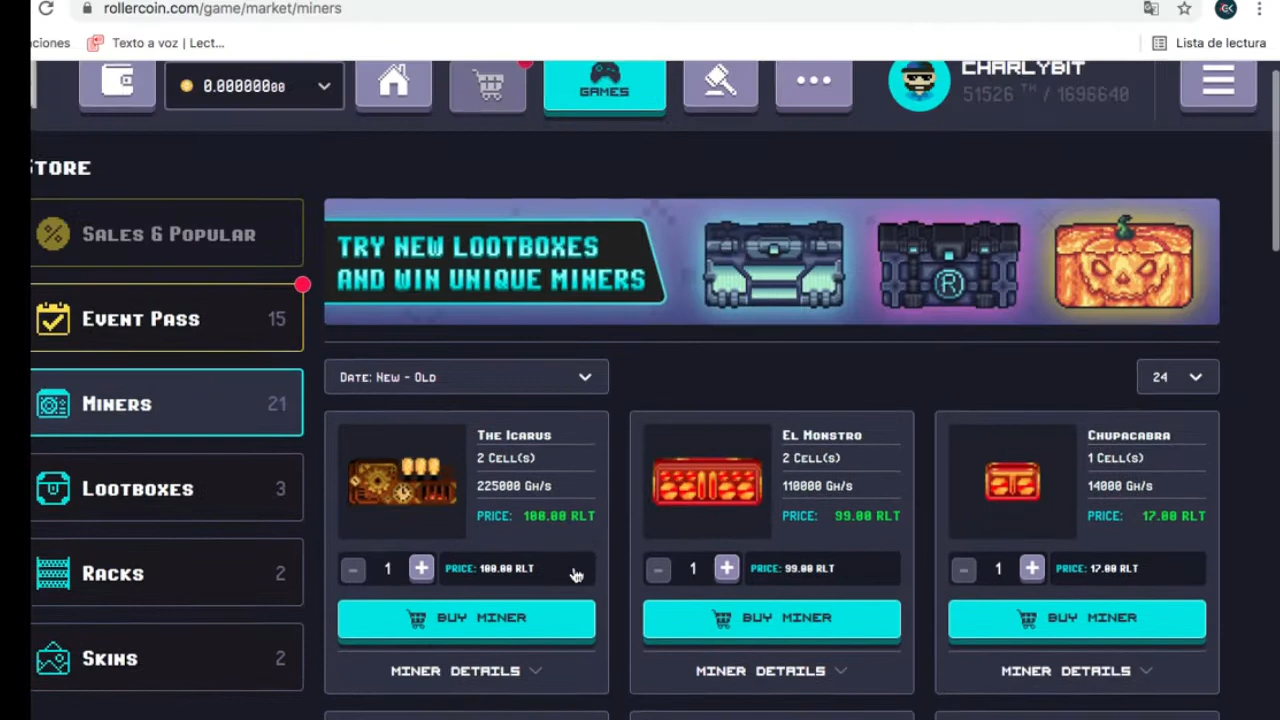 rollercoin.com/game/market/miners
ciones Texto a voz | Lect... Lista de lectura
0.0000000000
GAMES
CHARLYBIT
51526 TH / 1696640
STORE
SALES & POPULAR
EVENT PASS 15
MINERS 21
LOOTBOXES 3
RACKS 2
SKINS 2
TRY NEW LOOTBOXES
AND WIN UNIQUE MINERS
R
DATE: NEW - OLD
24
THE ICARUS
2 CELL(S)
225000 GH/S
PRICE: 180.00 RLT
1 PRICE: 180.00 RLT
BUY MINER
MINER DETAILS
EL MONSTRO
2 CELL(S)
110000 GH/S
PRICE: 99.00 RLT
1 PRICE: 99.00 RLT
BUY MINER
MINER DETAILS
CHUPACABRA
1 CELL(S)
14000 GH/S
PRICE: 17.00 RLT
1 PRICE: 17.00 RLT
BUY MINER
MINER DETAILS